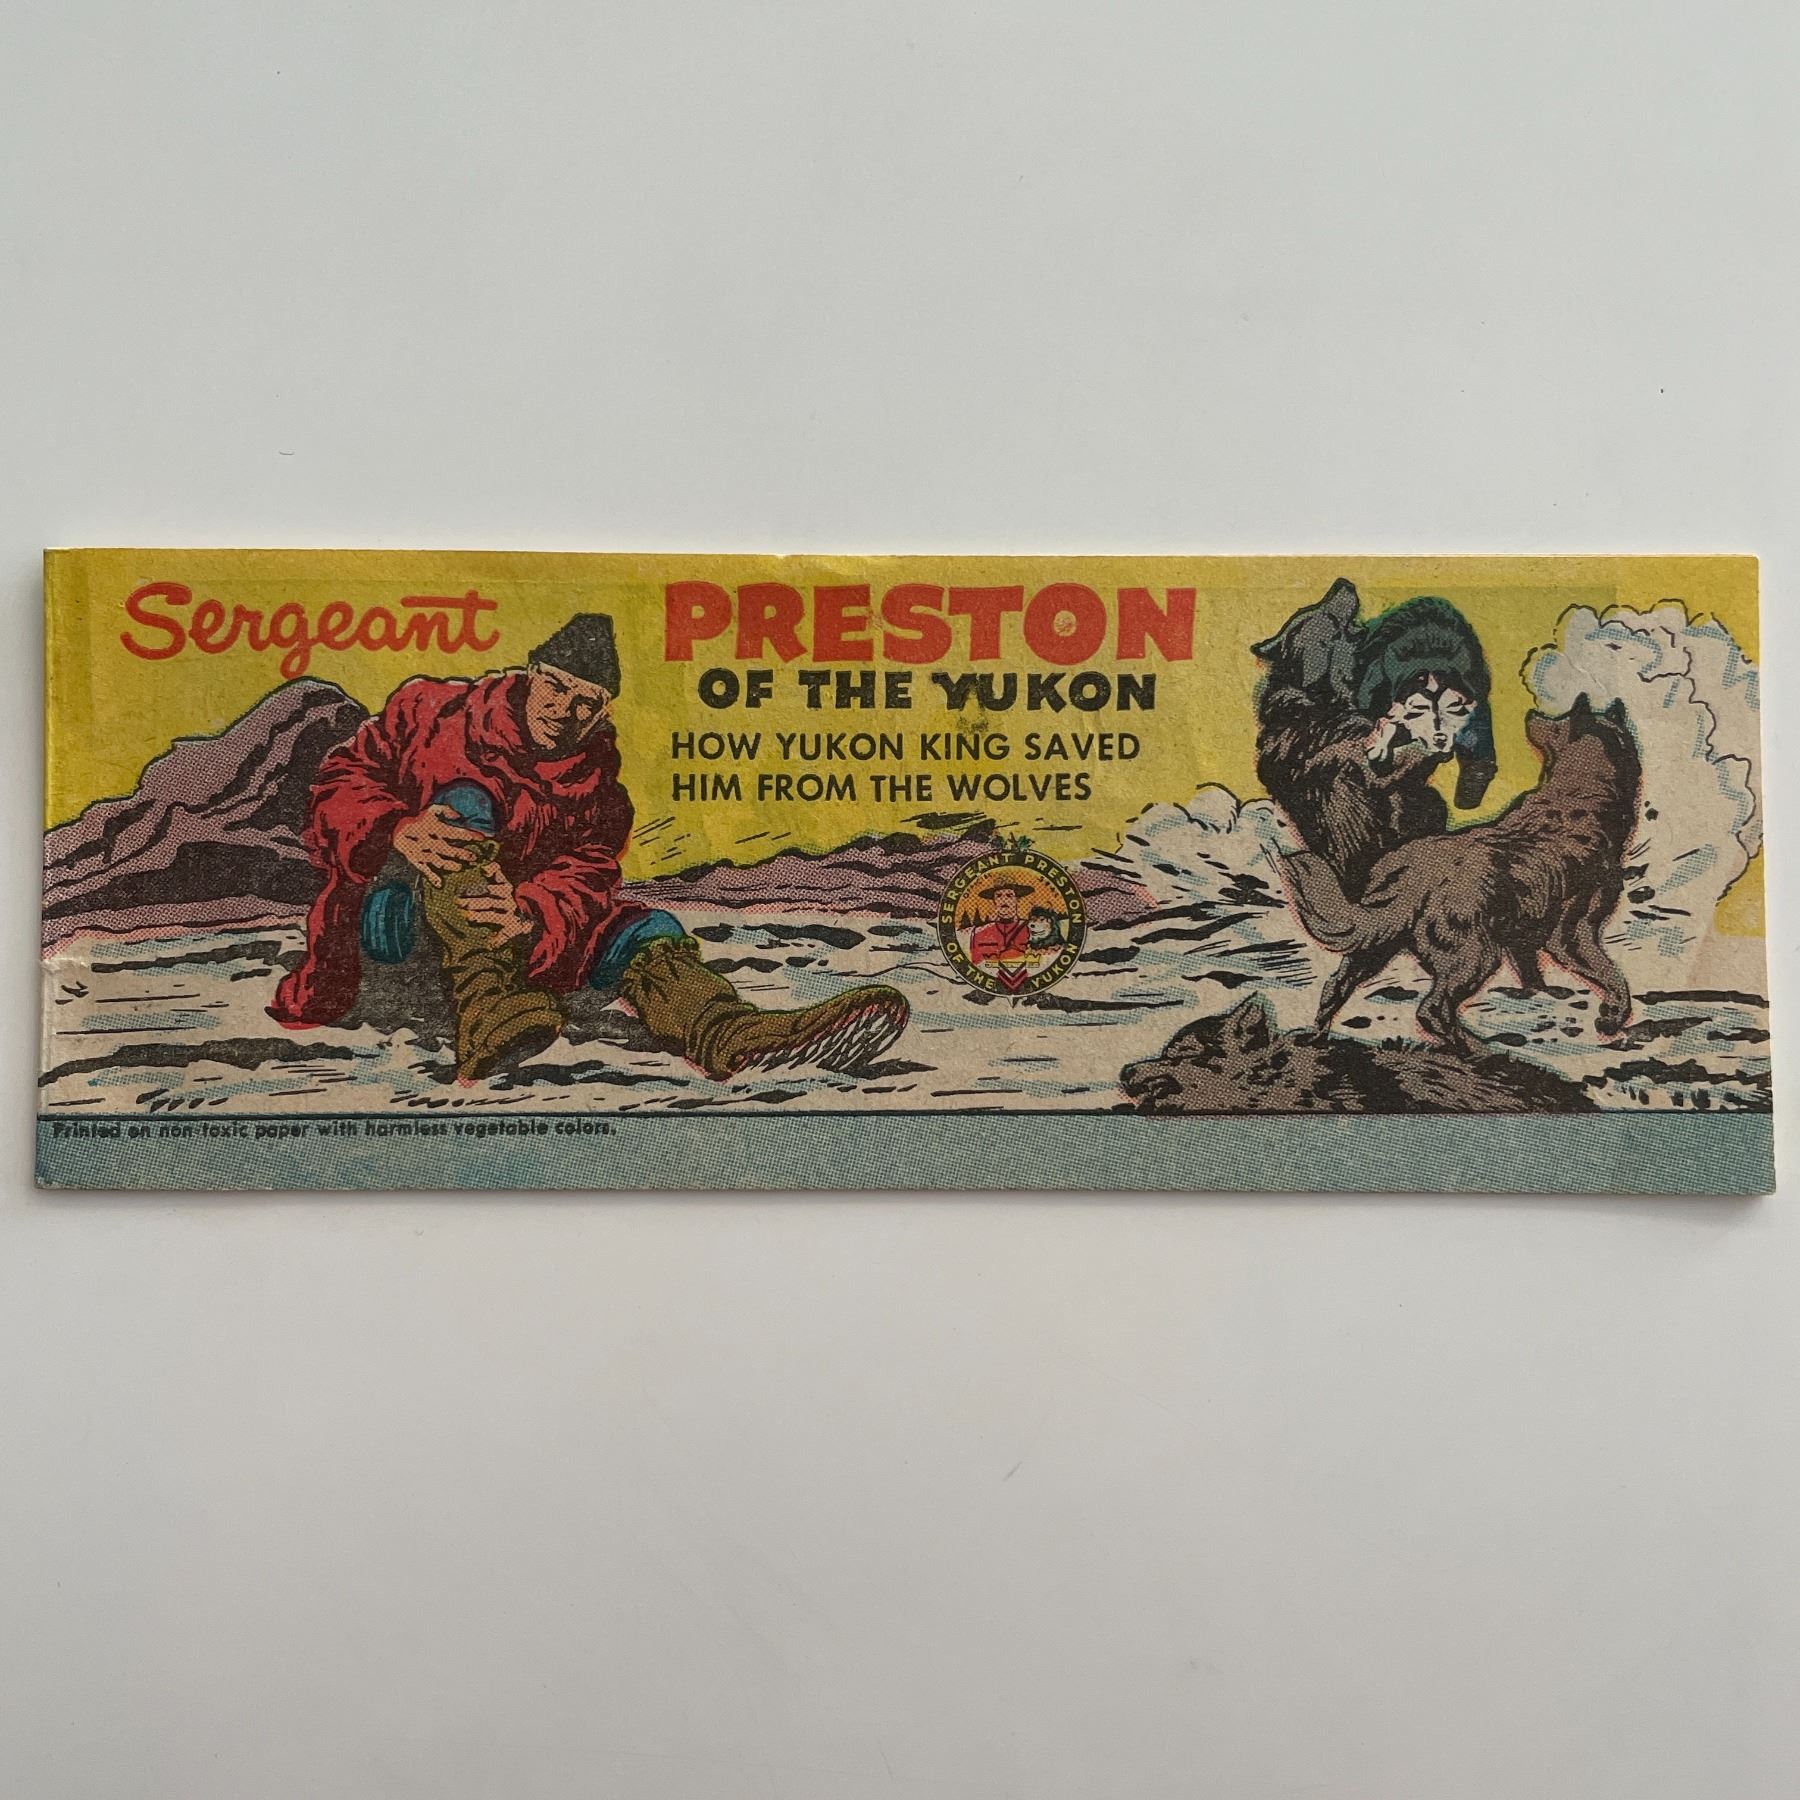 Sergeant PRESTON
OF THE YUKON
HOW YUKON KING SAVED
HIM FROM THE WOLVES
SERGEANT PRESTON
OF THE YUKON
Printed on non-toxic paper with harmless vegetable colors.